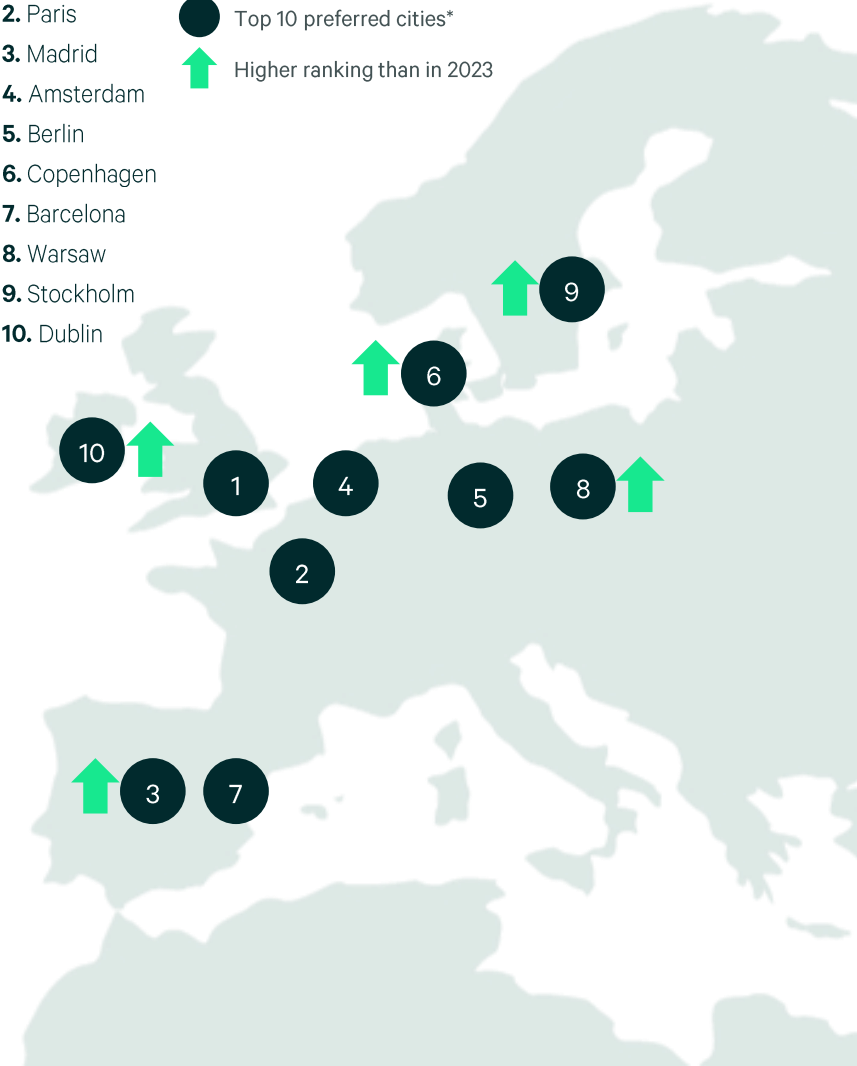 2. Paris
3. Madrid
4. Amsterdam
5. Berlin
6. Copenhagen
7. Barcelona
8. Warsaw
9. Stockholm
10. Dublin
Top 10 preferred cities*
Higher ranking than in 2023
9
6
10
1
4
5
8
2
3
7